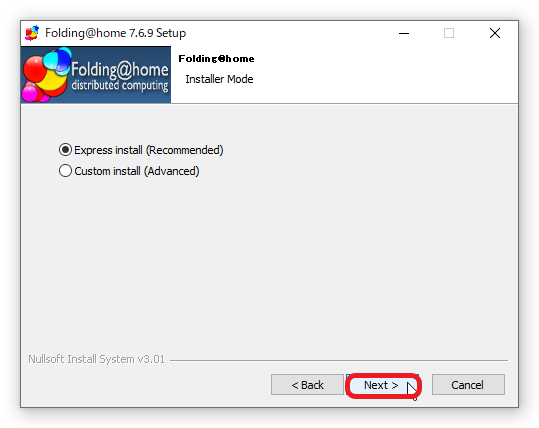 Folding@home 7.6.9 Setup
Folding@home
distributed computing
Folding@home
Installer Mode
Express install (Recommended)
Custom install (Advanced)
Nullsoft Install System v3.01
< Back
Next >
Cancel